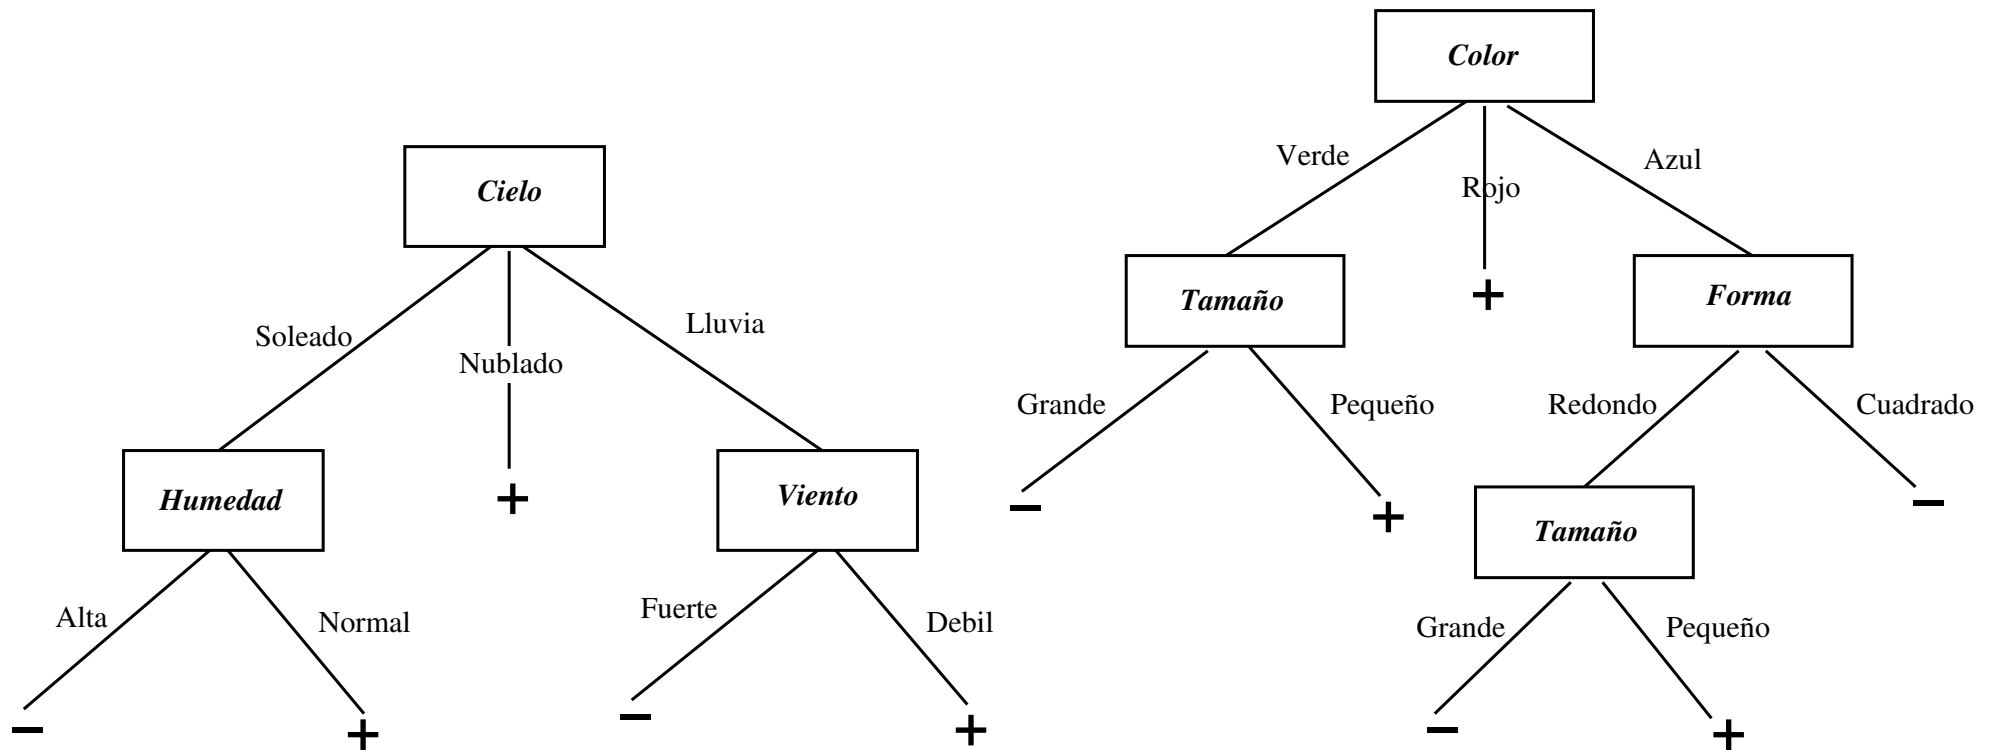 Cielo
Soleado
Nublado
Lluvia
Humedad
Viento
Alta
Normal
Fuerte
Debil
−
+
+
−
+
Color
Verde
Rojo
Azul
Tamaño
+
Forma
Grande
Pequeño
Redondo
Cuadrado
−
+
Tamaño
−
Grande
Pequeño
−
+